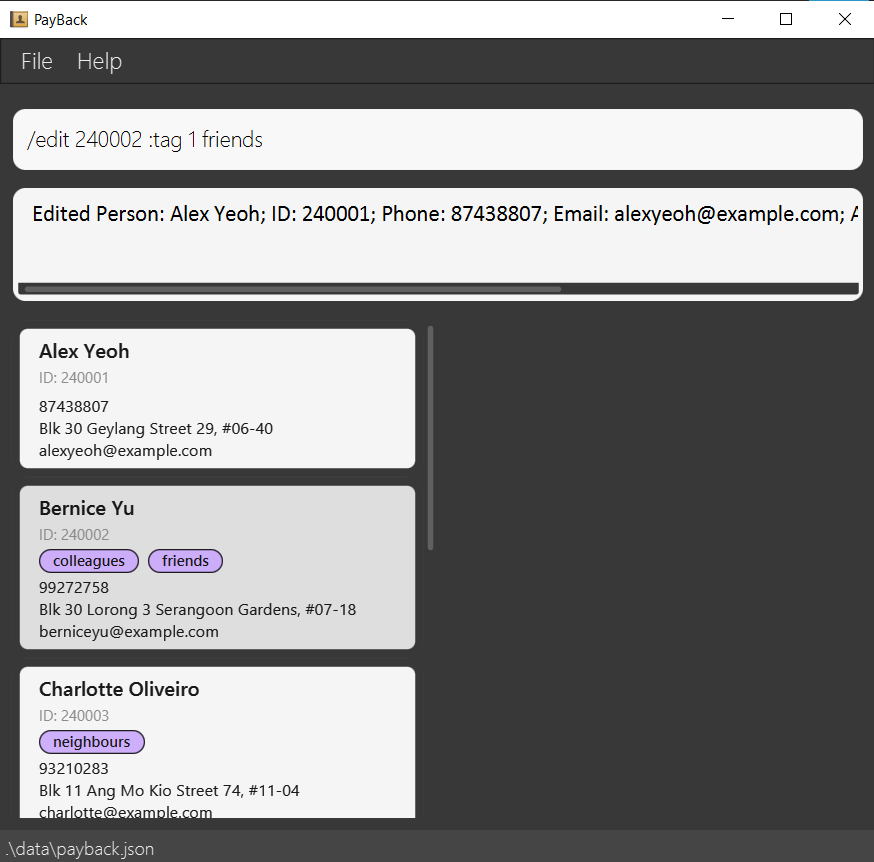 PayBack
File Help
/edit 240002 :tag 1 friends
Edited Person: Alex Yeoh; ID: 240001; Phone: 87438807; Email: alexyeoh@example.com; A
Alex Yeoh
ID: 240001
87438807
Blk 30 Geylang Street 29, #06-40
alexyeoh@example.com
Bernice Yu
ID: 240002
colleagues friends
99272758
Blk 30 Lorong 3 Serangoon Gardens, #07-18
berniceyu@example.com
Charlotte Oliveiro
ID: 240003
neighbours
93210283
Blk 11 Ang Mo Kio Street 74, #11-04
charlotte@example.com
.\data\payback.json